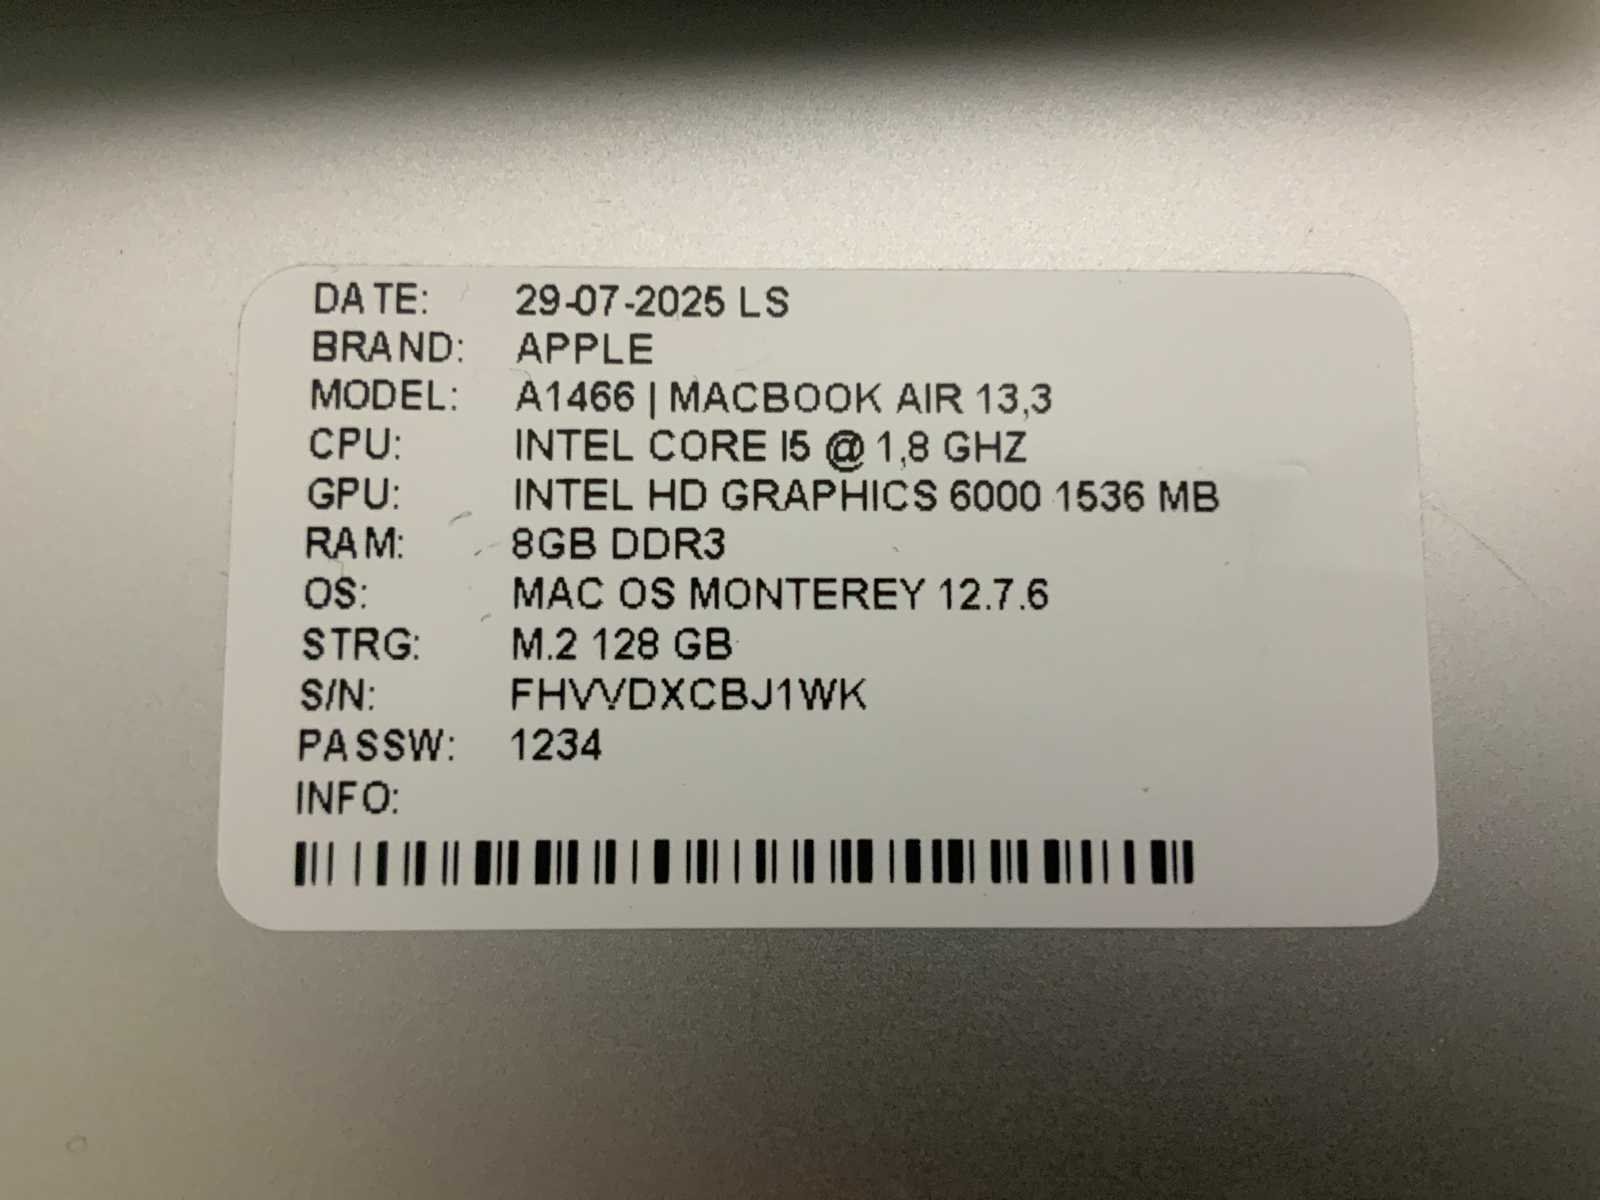 DATE: 29-07-2025 LS
BRAND: APPLE
MODEL: A1466 | MACBOOK AIR 13,3
CPU: INTEL CORE I5 @ 1,8 GHZ
GPU: INTEL HD GRAPHICS 6000 1536 MB
RAM: 8GB DDR3
OS: MAC OS MONTEREY 12.7.6
STRG: M.2 128 GB
S/N: FHVVDXCBJ1WK
PASSW: 1234
INFO: